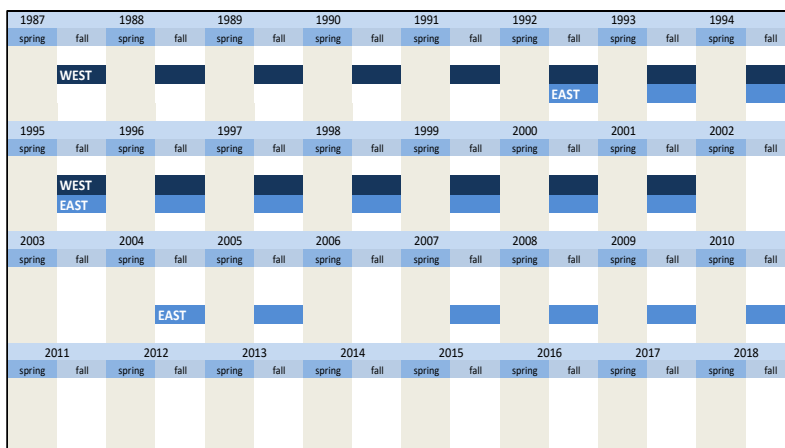 1987 1988 1989 1990 1991 1992 1993 1994
spring fall spring fall spring fall spring fall spring fall spring fall spring fall spring fall
WEST
EAST
1995 1996 1997 1998 1999 2000 2001 2002
spring fall spring fall spring fall spring fall spring fall spring fall spring fall spring fall
WEST
EAST
2003 2004 2005 2006 2007 2008 2009 2010
spring fall spring fall spring fall spring fall spring fall spring fall spring fall spring fall
EAST
2011 2012 2013 2014 2015 2016 2017 2018
spring fall spring fall spring fall spring fall spring fall spring fall spring fall spring fall